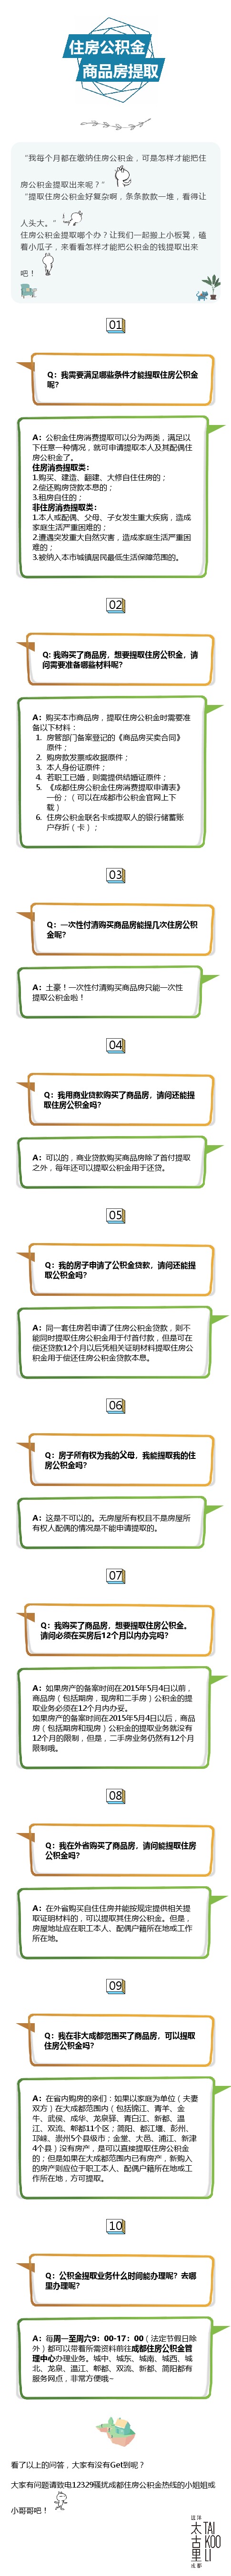 住房公积金
商品房提取
“我每个月都在缴纳住房公积金，可是怎样才能把住
房公积金提取出来呢？”
“提取住房公积金好复杂啊，条条款款一堆，看得让
人头大。”
住房公积金提取哪个办？让我们一起搬上小板凳，磕
着小瓜子，来看看怎样才能把公积金的钱提取出来
吧！
01
Q：我需要满足哪些条件才能提取住房公积金
呢？
A：公积金住房消费提取可以分为两类，满足以
下任意一种情况，就可申请提取本人及其配偶住
房公积金了。
住房消费提取类：
1.购买、建造、翻建、大修自住住房的；
2.偿还购房贷款本息的；
3.租房自住的；
非住房消费提取类：
1.本人或配偶、父母、子女发生重大疾病，造成
家庭生活严重困难的；
2.遭遇突发重大自然灾害，造成家庭生活严重困
难的；
3.被纳入本市城镇居民最低生活保障范围的。
02
Q: 我购买了商品房，想要提取住房公积金，请
问需要准备哪些材料呢？
A：购买本市商品房，提取住房公积金时需要准
备以下材料：
1. 房管部门备案登记的《商品房买卖合同》
原件；
2. 购房款发票或收据原件；
3. 本人身份证原件；
4. 若职工已婚，则需提供结婚证原件；
5. 《成都住房公积金住房消费提取申请表》
一份；（可以在成都市公积金官网上下
载）
6. 住房公积金联名卡或提取人的银行储蓄账
户存折（卡）；
03
Q：一次性付清购买商品房能提几次住房公积
金呢？
A：土豪！一次性付清购买商品房只能一次性
提取公积金啦！
04
Q：我用商业贷款购买了商品房，请问还能提
取住房公积金吗？
A：可以的，商业贷款购买商品房除了首付提取
之外，每年还可以提取公积金用于还贷。
05
Q：我的房子申请了公积金贷款，请问还能提
取公积金吗？
A：同一套住房若申请了住房公积金贷款，则不
能同时提取住房公积金用于付首付款，但是可在
偿还贷款12个月以后凭相关证明材料提取住房公
积金用于偿还住房公积金贷款本息。
06
Q：房子所有权为我的父母，我能提取我的住
房公积金吗？
A：这是不可以的。无房屋所有权且不是房屋所
有权人配偶的情况是不能申请提取的。
07
Q：我购买了商品房，想要提取住房公积金。
请问必须在买房后12个月以内办完吗？
A：如果房产的备案时间在2015年5月4日以前，
商品房（包括期房，现房和二手房）公积金的提
取业务必须在12个月内办妥。
如果房产的备案时间在2015年5月4日以后，商品
房（包括期房和现房）公积金的提取业务就没有
12个月的限制，但是，二手房业务仍然有12个月
限制哦。
08
Q：我在外省购买了商品房，请问能提取住房
公积金吗？
A：在外省购买自住住房并能按规定提供相关提
取证明材料的，可以提取其住房公积金。但是，
房屋地址应在职工本人、配偶户籍所在地或工作
所在地。
09
Q：我在非大成都范围买了商品房，可以提取
住房公积金吗？
A：在省内购房的亲们：如果以家庭为单位（夫妻
双方）在大成都范围内（包括锦江、青羊、金
牛、武侯、成华、龙泉驿、青白江、新都、温
江、双流、郫都11个区；简阳、都江堰、彭州、
邛崃、崇州5个县级市；金堂、大邑、浦江、新津
4个县）没有房产，是可以直接提取住房公积金
的；但是如果在大成都范围内已有房产，新购入
的房产则应位于职工本人、配偶户籍所在地或工
作所在地，方可提取。
10
Q：公积金提取业务什么时间能办理呢？去哪
里办理呢？
A：每周一至周六9：00-17：00（法定节假日除
外）都可以带着所需资料前往成都住房公积金管
理中心办理业务。城中、城东、城南、城西、城
北、龙泉、温江、郫都、双流、新都、简阳都有
服务网点，非常方便哦~
看了以上的问答，大家有没有Get到呢？
大家有问题请致电12329骚扰成都住房公积金热线的小姐姐或
小哥哥吧！
远洋
太古里
成都
TAI
KOO
LI